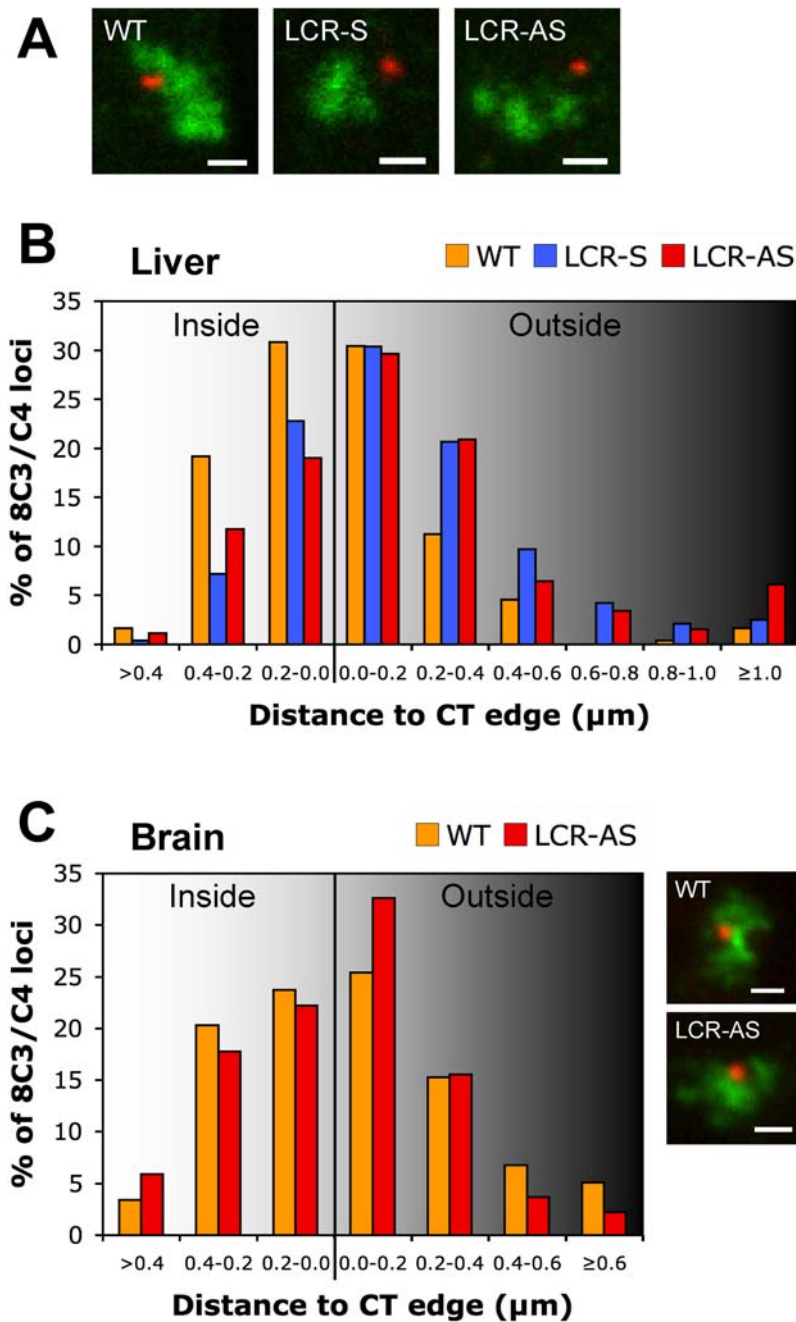 A
WT
LCR-S
LCR-AS
B
Liver
WT
LCR-S
LCR-AS
Inside
Outside
35
30
25
20
15
10
5
0
% of 8C3/C4 loci
>0.4
0.4-0.2
0.2-0.0
0.0-0.2
0.2-0.4
0.4-0.6
0.6-0.8
0.8-1.0
≥1.0
Distance to CT edge (µm)
C
Brain
WT
LCR-AS
Inside
Outside
35
30
25
20
15
10
5
0
% of 8C3/C4 loci
>0.4
0.4-0.2
0.2-0.0
0.0-0.2
0.2-0.4
0.4-0.6
≥0.6
Distance to CT edge (µm)
WT
LCR-AS